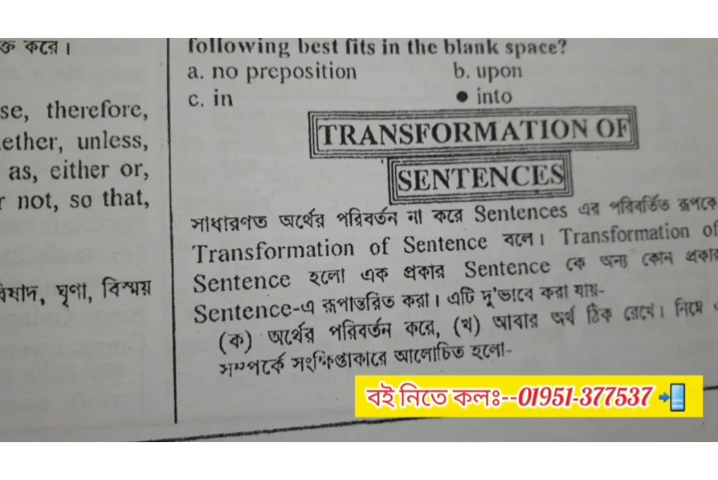 ক্ত করে।
se, therefore,
ether, unless,
as, either or,
r not, so that,
বিষাদ, ঘৃণা, বিস্ময়
following best fits in the blank space?
a. no preposition b. upon
c. in ● into
TRANSFORMATION OF
SENTENCES
সাধারণত অর্থের পরিবর্তন না করে Sentences এর পরিবর্তিত রূপকে
Transformation of Sentence বলে। Transformation of
Sentence হলো এক প্রকার Sentence কে অন্য কোন প্রকার
Sentence-এ রূপান্তরিত করা। এটি দু'ভাবে করা যায়-
(ক) অর্থের পরিবর্তন করে, (খ) আবার অর্থ ঠিক রেখে। নিম্নে
সম্পর্কে সংক্ষিপ্তাকারে আলোচিত হলো-
বই নিতে কলঃ--01951-377537